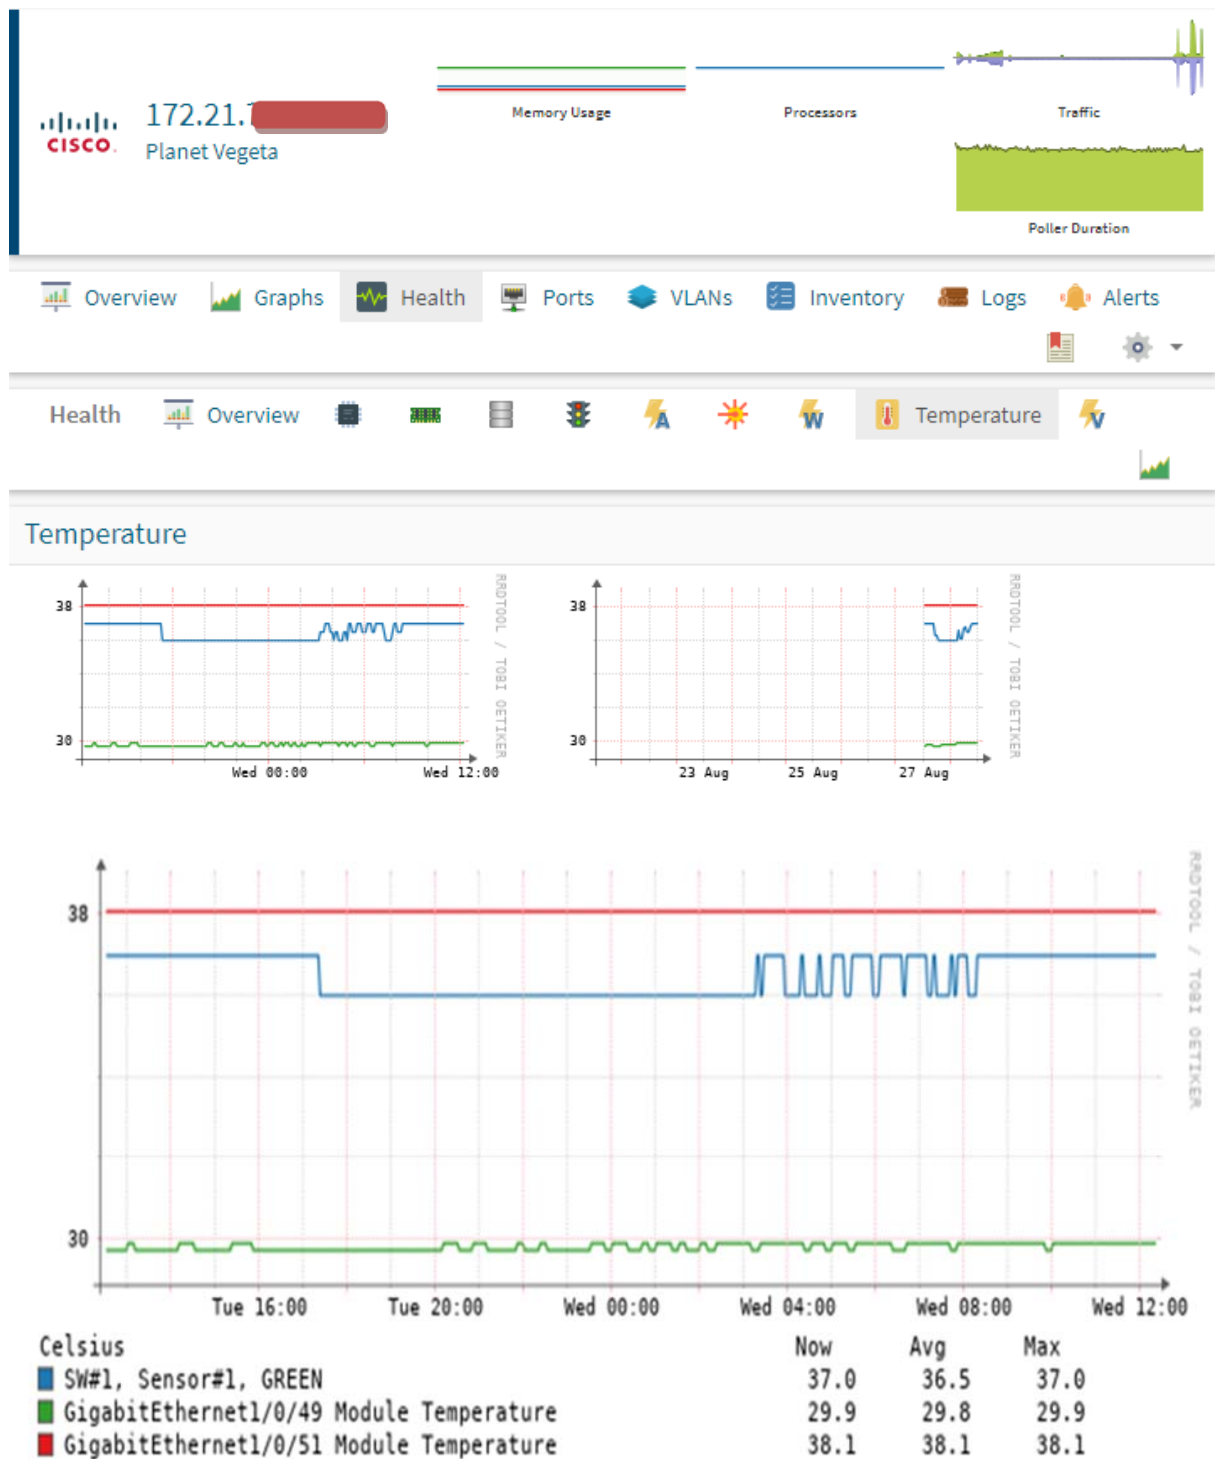 CISCO.
172.21.
Planet Vegeta
Memory Usage
Processors
Traffic
Poller Duration
Overview
Graphs
Health
Ports
VLANs
Inventory
Logs
Alerts
Health
Overview
A
W
Temperature
V
Temperature
38
30
Wed 00:00
Wed 12:00
RRDTOOL / TOBI OETIKER
38
30
23 Aug
25 Aug
27 Aug
RRDTOOL / TOBI OETIKER
38
30
Tue 16:00
Tue 20:00
Wed 00:00
Wed 04:00
Wed 08:00
Wed 12:00
RRDTOOL / TOBI OETIKER
Celsius Now Avg Max
SW#1, Sensor#1, GREEN 37.0 36.5 37.0
GigabitEthernet1/0/49 Module Temperature 29.9 29.8 29.9
GigabitEthernet1/0/51 Module Temperature 38.1 38.1 38.1